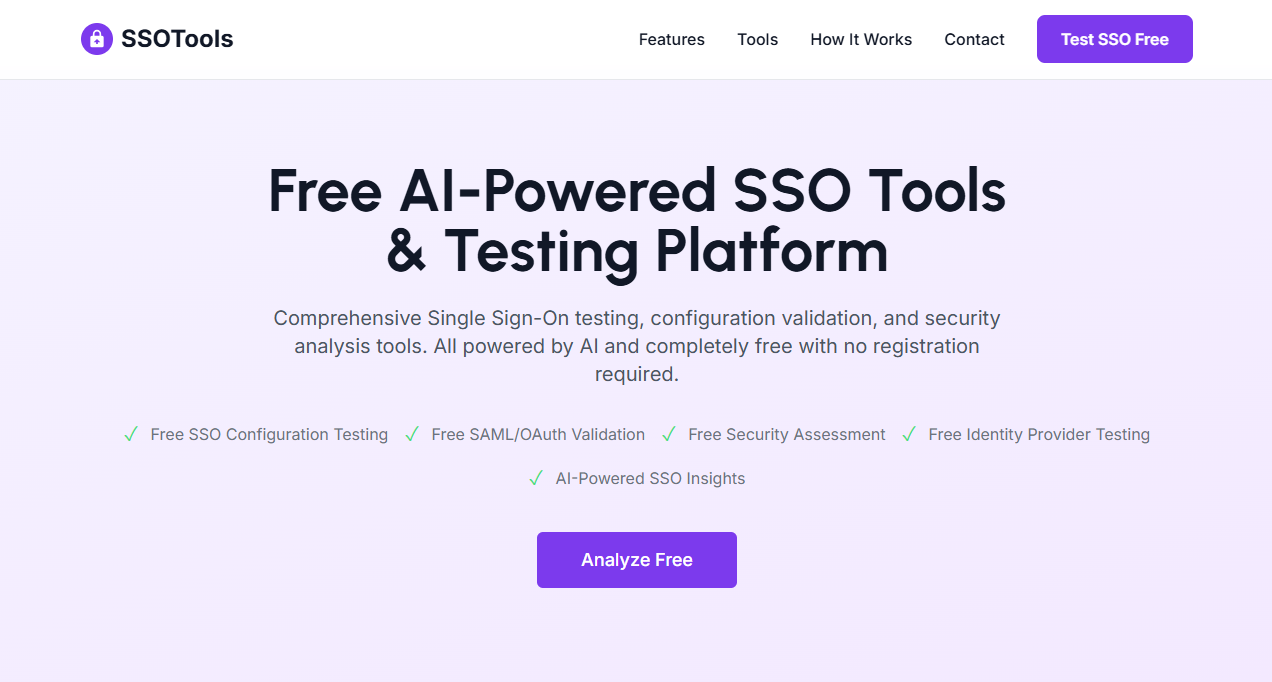 SSOTools
Features Tools How It Works Contact Test SSO Free
Free AI-Powered SSO Tools
& Testing Platform
Comprehensive Single Sign-On testing, configuration validation, and security
analysis tools. All powered by AI and completely free with no registration
required.
✓ Free SSO Configuration Testing ✓ Free SAML/OAuth Validation ✓ Free Security Assessment ✓ Free Identity Provider Testing
✓ AI-Powered SSO Insights
Analyze Free